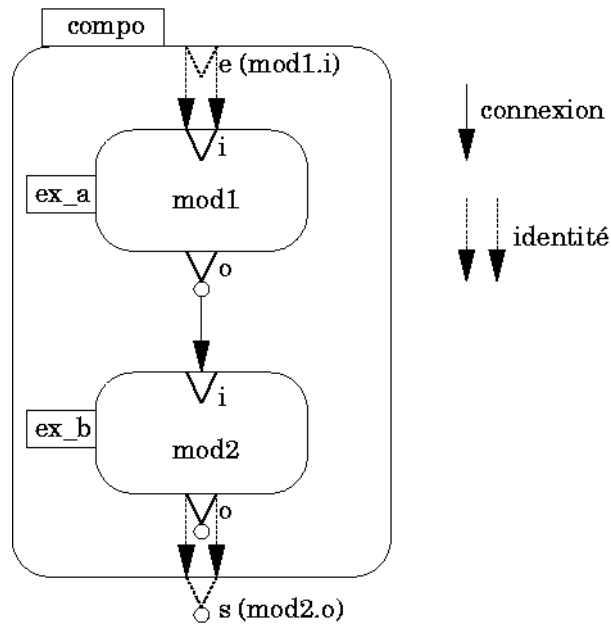 compo
e (mod1.i)
i
ex_a
mod1
o
i
ex_b
mod2
o
s (mod2.o)
connexion
identité